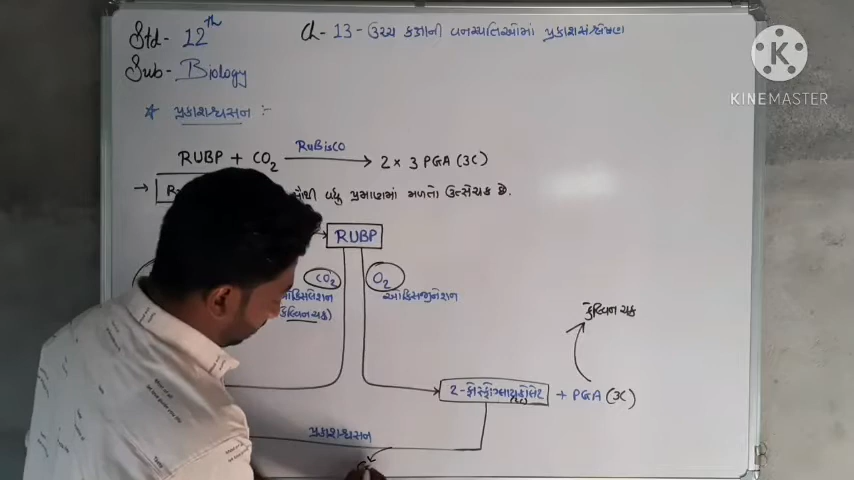 Std- 12th
Ch - 13 - ઉચ્ચ કક્ષાની વનસ્પતિઓમાં પ્રકાશસંશ્લેષણ
Sub- Biology
KINEMASTER
☆ પ્રકાશશ્વસન :-
RUBP + CO2 → RuBisCO 2 × 3 PGA (3C)
→ સૌથી વધુ પ્રમાણમાં મળતો ઉત્સેચક છે.
RUBP
CO2 O2
ઓક્સિજીનેશન
કેલ્વિન ચક્ર)
કેલ્વિન ચક્ર
2-ફોસ્ફોગ્લાયકોલેટ + PGA (3C)
(2C)
પ્રકાશશ્વસન